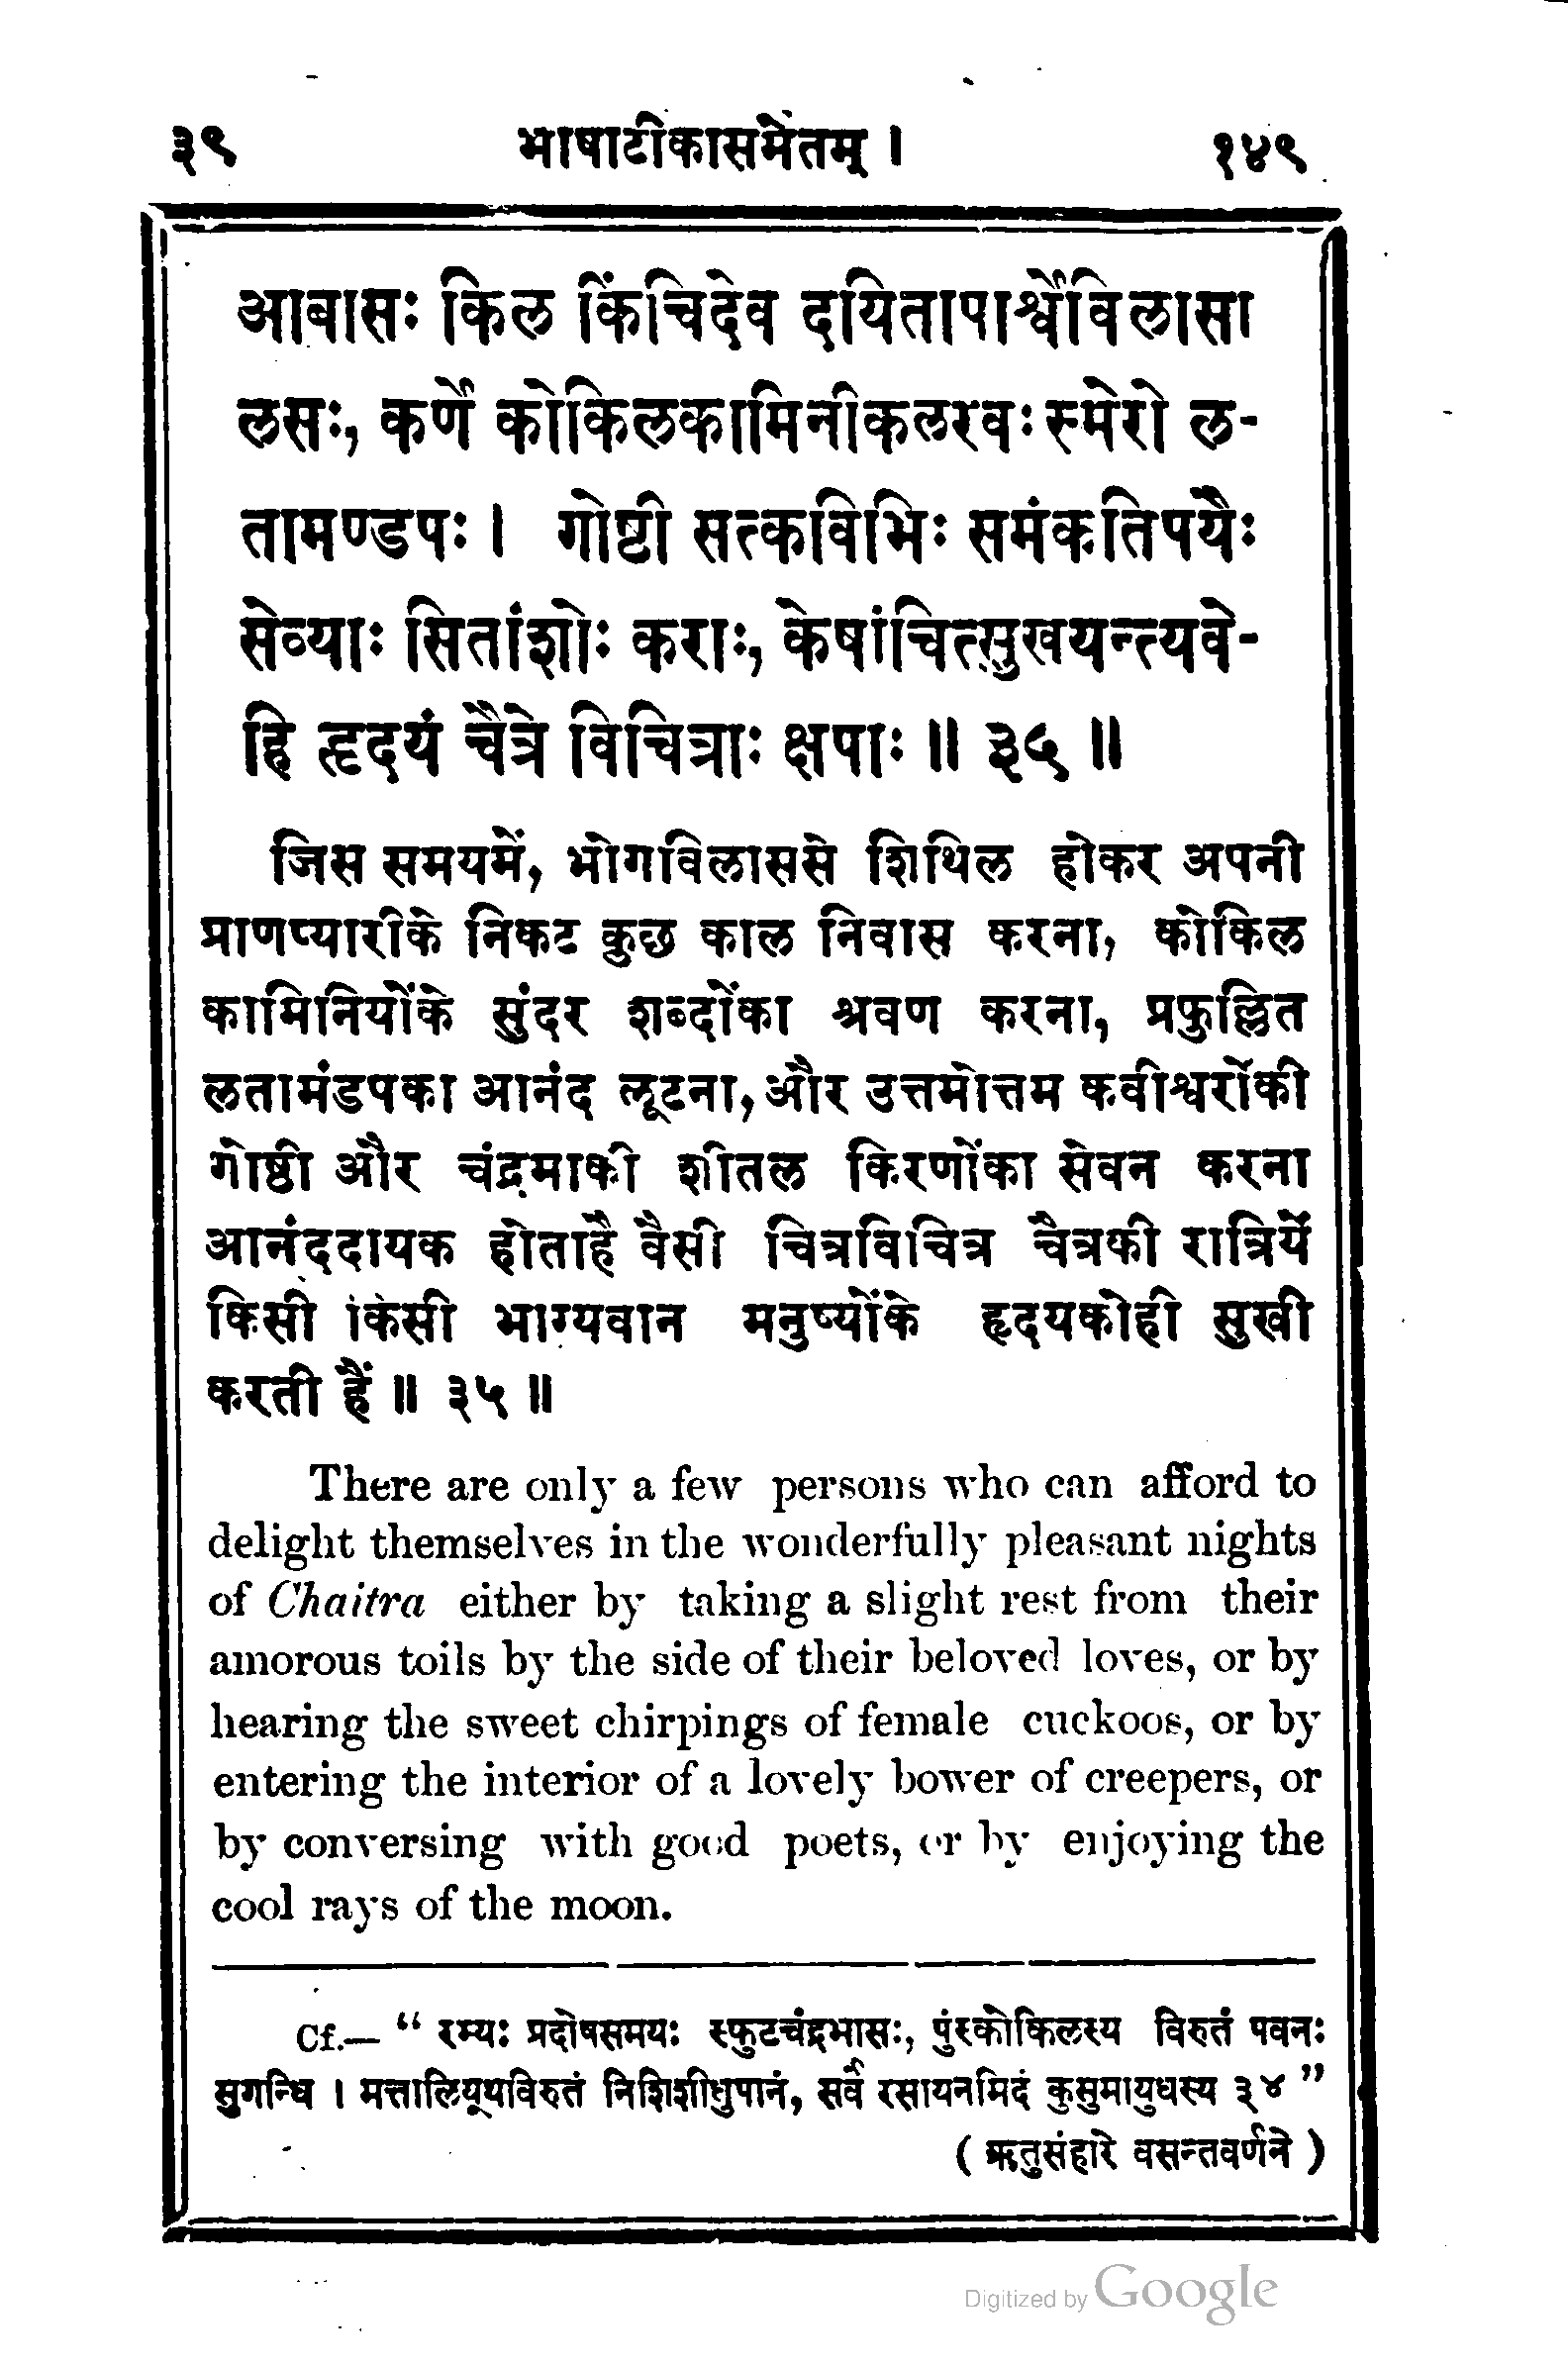 ३९ भाषाटीकासमेतम् । १४९
आबासः किल किंचिदेव दयितापार्श्वेविलासा
लसः, कर्णे कोकिलकामिनीकलरवः स्मेरो ल-
तामण्डपः । गोष्टी सत्कविभिः समंकतिपयैः
सेव्याः सितांशोः कराः, केषांचित्सुखयन्त्यवे-
हि हृदयं चैत्रे विचित्राः क्षपाः ॥ ३५ ॥
जिस समयमें, भोगविलाससे शिथिल होकर अपनी
प्राणप्यारीके निकट कुछ काल निवास करना, कोकिल
कामिनियोंके सुंदर शब्दोंका श्रवण करना, प्रफुल्लित
लतामंडपका आनंद लूटना, और उत्तमोत्तम कवीश्वरोंकी
गोष्ठी और चंद्रमाकी शीतल किरणोंका सेवन करना
आनंददायक होताहै वैसी चित्रविचित्र चैत्रकी रात्रियें
किसी किसी भाग्यवान मनुष्योंके हृदयकोही सुखी
करती हैं ॥ ३५ ॥
There are only a few persons who can afford to
delight themselves in the wonderfully pleasant nights
of Chaitra either by taking a slight rest from their
amorous toils by the side of their beloved loves, or by
hearing the sweet chirpings of female cuckoos, or by
entering the interior of a lovely bower of creepers, or
by conversing with good poets, or by enjoying the
cool rays of the moon.
Cf.— “ रम्यः प्रदोषसमयः स्फुटचंद्रभासः, पुंस्कोकिलस्य विरुतं पवनः
सुगन्धि । मत्तालियूथविरुतं निशिशीधुपानं, सर्वं रसायनमिदं कुसुमायुधस्य ३४ ”
( ऋतुसंहारे वसन्तवर्णने )
Digitized by Google